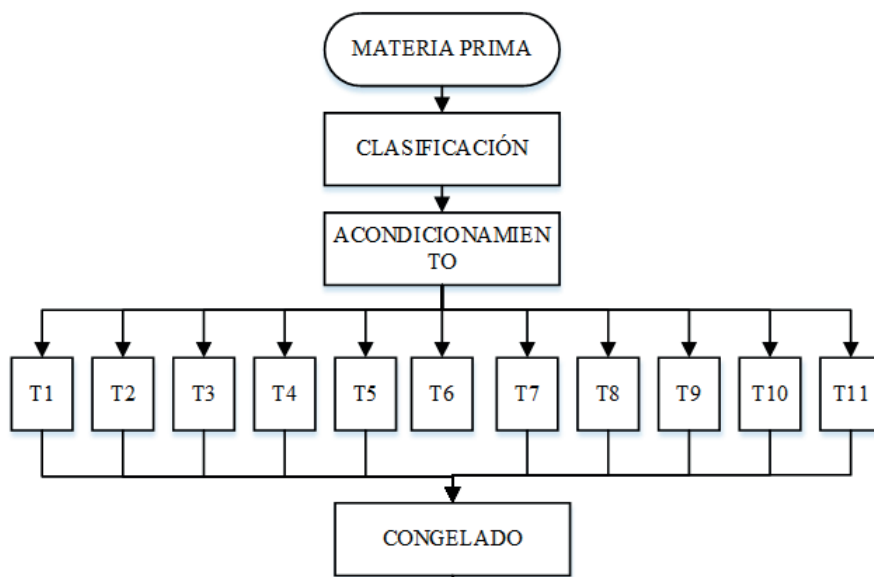 MATERIA PRIMA
CLASIFICACIÓN
ACONDICIONAMIEN
TO
T1 T2 T3 T4 T5 T6 T7 T8 T9 T10 T11
CONGELADO